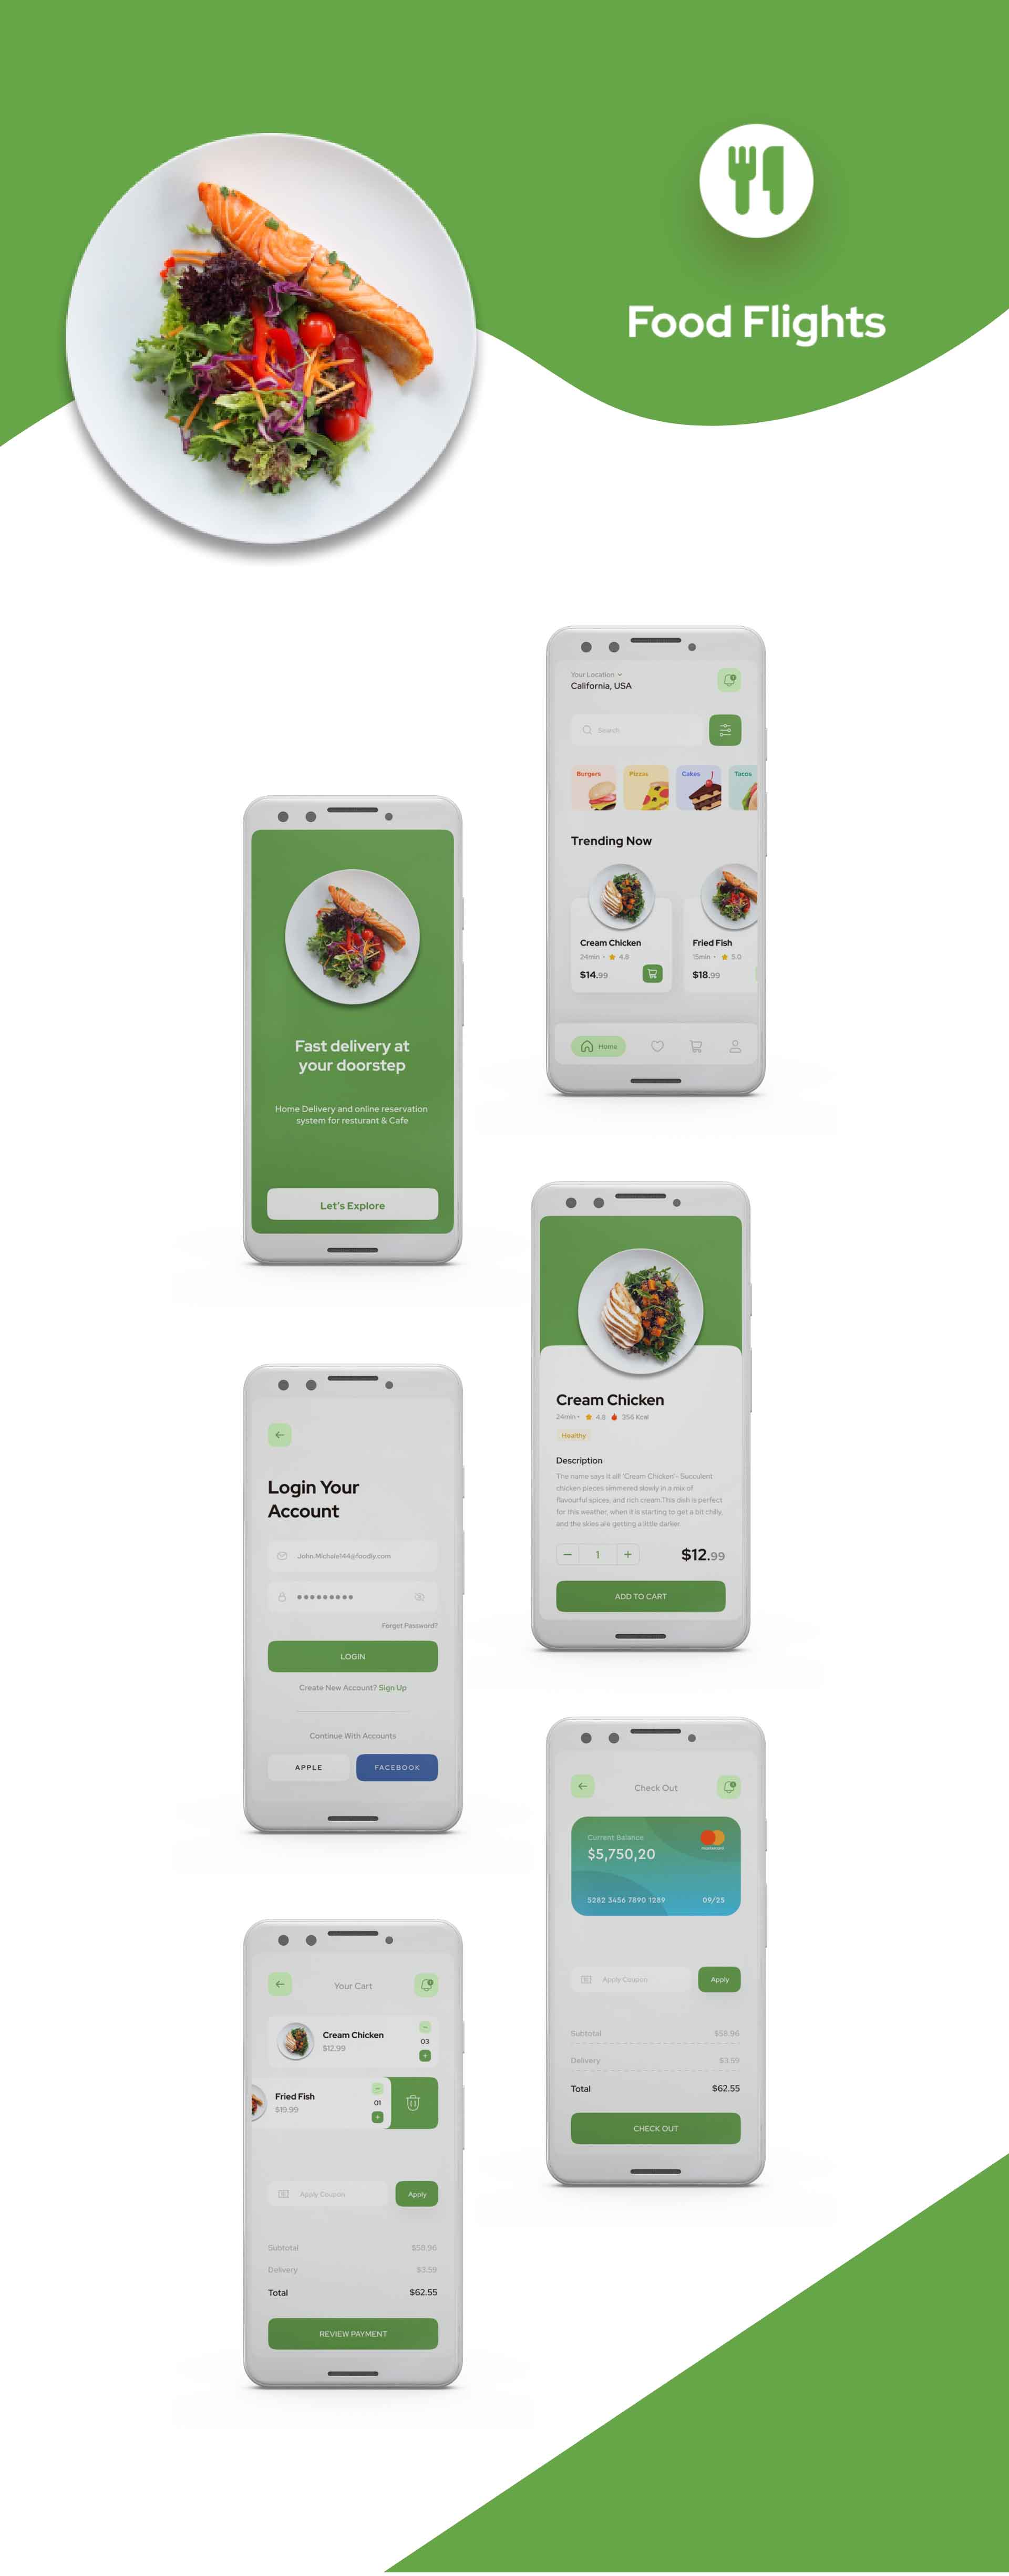 Food Flights
Your Location
California, USA
Search
Burgers
Pizzas
Cakes
Tacos
Trending Now
Cream Chicken
24min • 4.8
$14.99
Fried Fish
15min • 5.0
$18.99
Home
Fast delivery at
your doorstep
Home Delivery and online reservation
system for resturant & Cafe
Let's Explore
Cream Chicken
24min • 4.8 356 Kcal
Healthy
Description
The name says it all! 'Cream Chicken'- Succulent
chicken pieces simmered slowly in a mix of
flavourful spices, and rich cream.This dish is perfect
for this weather, when it is starting to get a bit chilly,
and the skies are getting a little darker.
1
$12.99
ADD TO CART
Login Your
Account
John.Michale144@foodly.com
Forget Password?
LOGIN
Create New Account? Sign Up
Continue With Accounts
APPLE
FACEBOOK
Check Out
Current Balance
$5,750,20
mastercard
5282 3456 7890 1289
09/25
Apply Coupon
Apply
Subtotal
$58.96
Delivery
$3.59
Total
$62.55
CHECK OUT
Your Cart
Cream Chicken
$12.99
03
Fried Fish
$19.99
01
Apply Coupon
Apply
Subtotal
$58.96
Delivery
$3.59
Total
$62.55
REVIEW PAYMENT